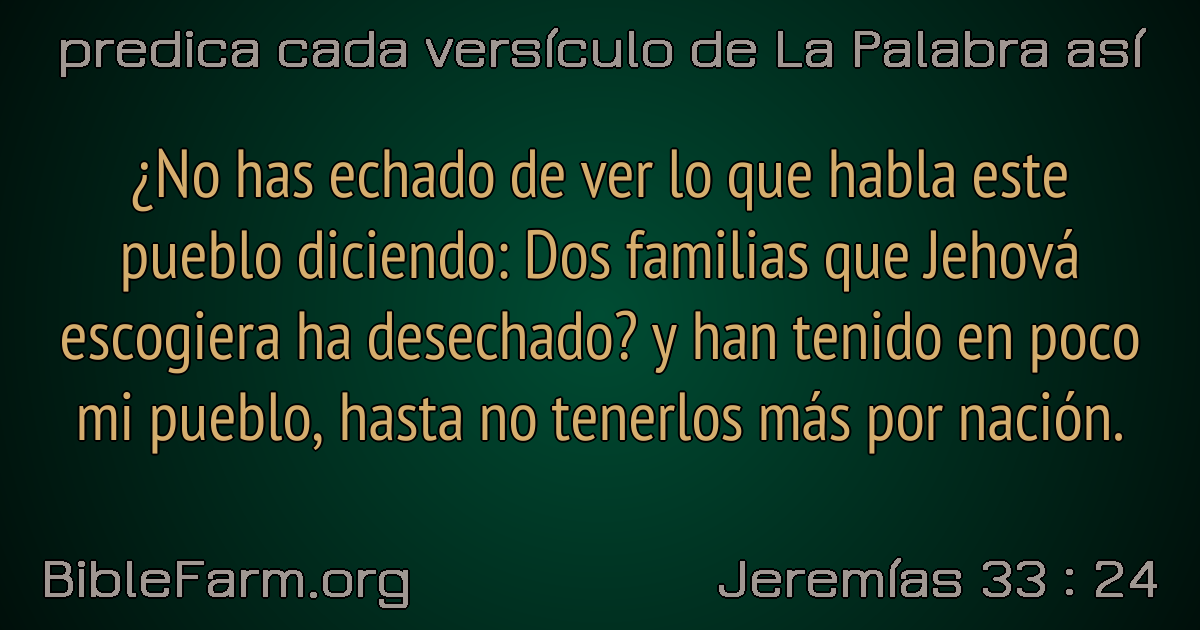 predica cada versículo de La Palabra así
¿No has echado de ver lo que habla este
pueblo diciendo: Dos familias que Jehová
escogiera ha desechado? y han tenido en poco
mi pueblo, hasta no tenerlos más por nación.
BibleFarm.org
Jeremías 33 : 24